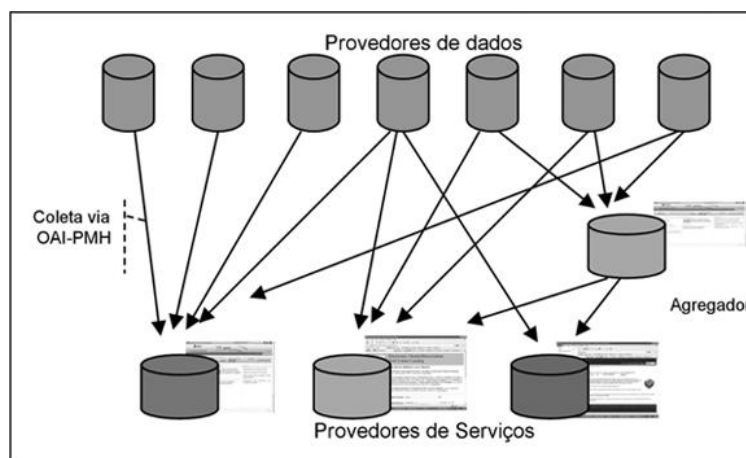 Provedores de dados
Coleta via
OAI-PMH
Agregador
Provedores de Serviços